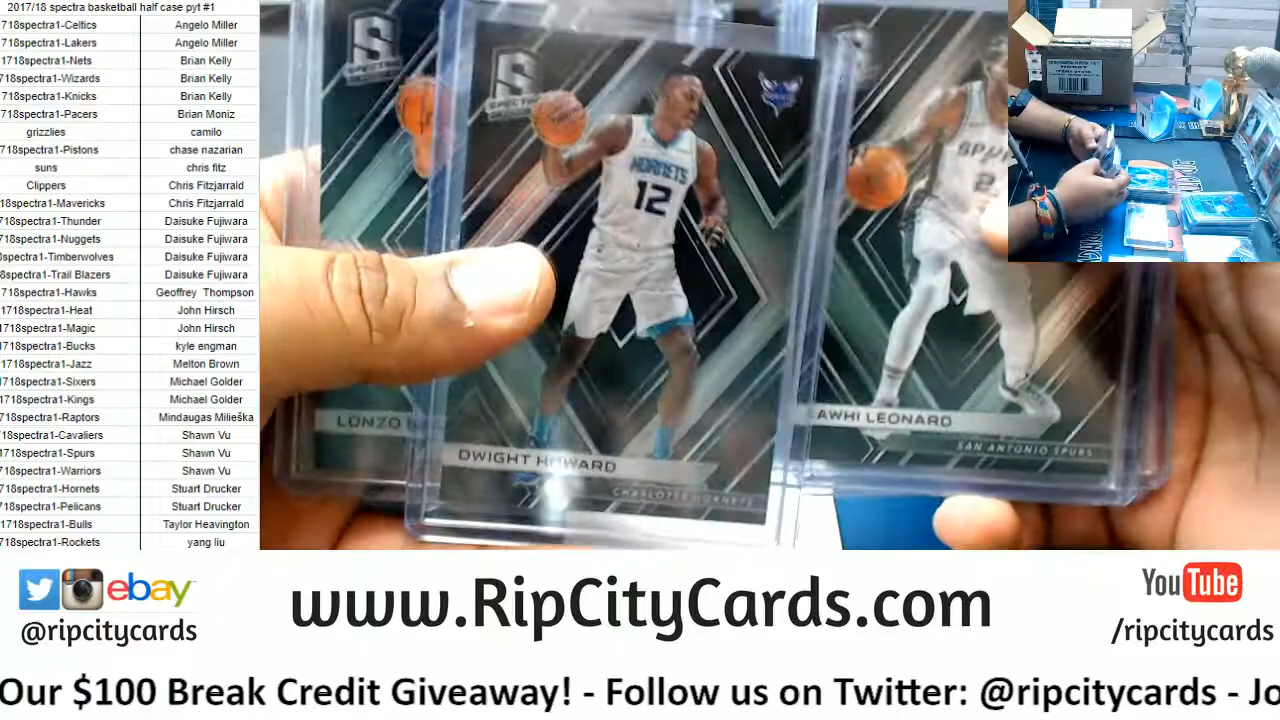 2017/18 spectra basketball half case pyt #1
718spectra1-Celtics Angelo Miller
718spectra1-Lakers Angelo Miller
1718spectra1-Nets Brian Kelly
718spectra1-Wizards Brian Kelly
718spectra1-Knicks Brian Kelly
718spectra1-Pacers Brian Moniz
grizzlies camilo
718spectra1-Pistons chase nazarian
suns chris fitz
Clippers Chris Fitzjarrald
718spectra1-Mavericks Chris Fitzjarrald
718spectra1-Thunder Daisuke Fujiwara
718spectra1-Nuggets Daisuke Fujiwara
8spectra1-Timberwolves Daisuke Fujiwara
8spectra1-Trail Blazers Daisuke Fujiwara
718spectra1-Hawks Geoffrey Thompson
1718spectra1-Heat John Hirsch
718spectra1-Magic John Hirsch
718spectra1-Bucks kyle engman
1718spectra1-Jazz Melton Brown
718spectra1-Sixers Michael Golder
718spectra1-Kings Michael Golder
718spectra1-Raptors Mindaugas Milieška
718spectra1-Cavaliers Shawn Vu
718spectra1-Spurs Shawn Vu
718spectra1-Warriors Shawn Vu
718spectra1-Hornets Stuart Drucker
718spectra1-Pelicans Stuart Drucker
1718spectra1-Bulls Taylor Heavington
718spectra1-Rockets yang liu
S
SPECTRA
HORNETS
12
LONZO
DWIGHT HOWARD
CHARLOTTE HORNETS
SPURS
2
AWHI LEONARD
SAN ANTONIO SPURS
HOBBY
ebay
@ripcitycards
www.RipCityCards.com
YouTube
/ripcitycards
Our $100 Break Credit Giveaway! - Follow us on Twitter: @ripcitycards - Jo